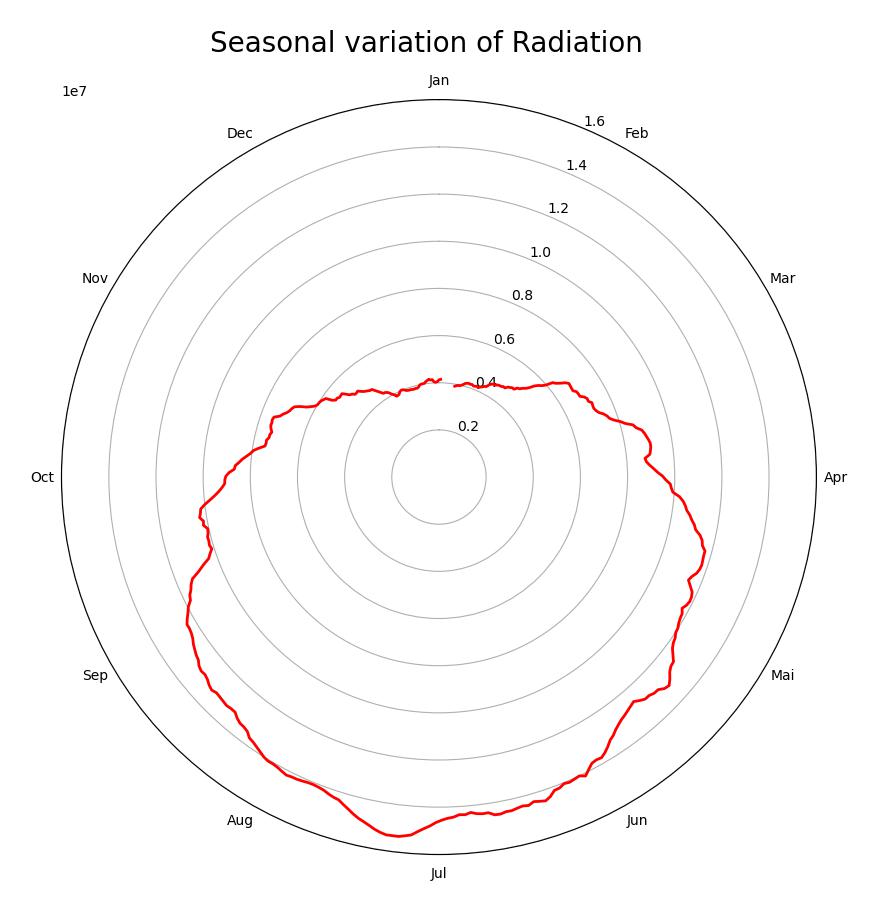 Seasonal variation of Radiation
Jan
1e7
1.6
Dec
Feb
1.4
1.2
1.0
Nov
Mar
0.8
0.6
0.4
0.2
Oct
Apr
Sep
Mai
Aug
Jun
Jul